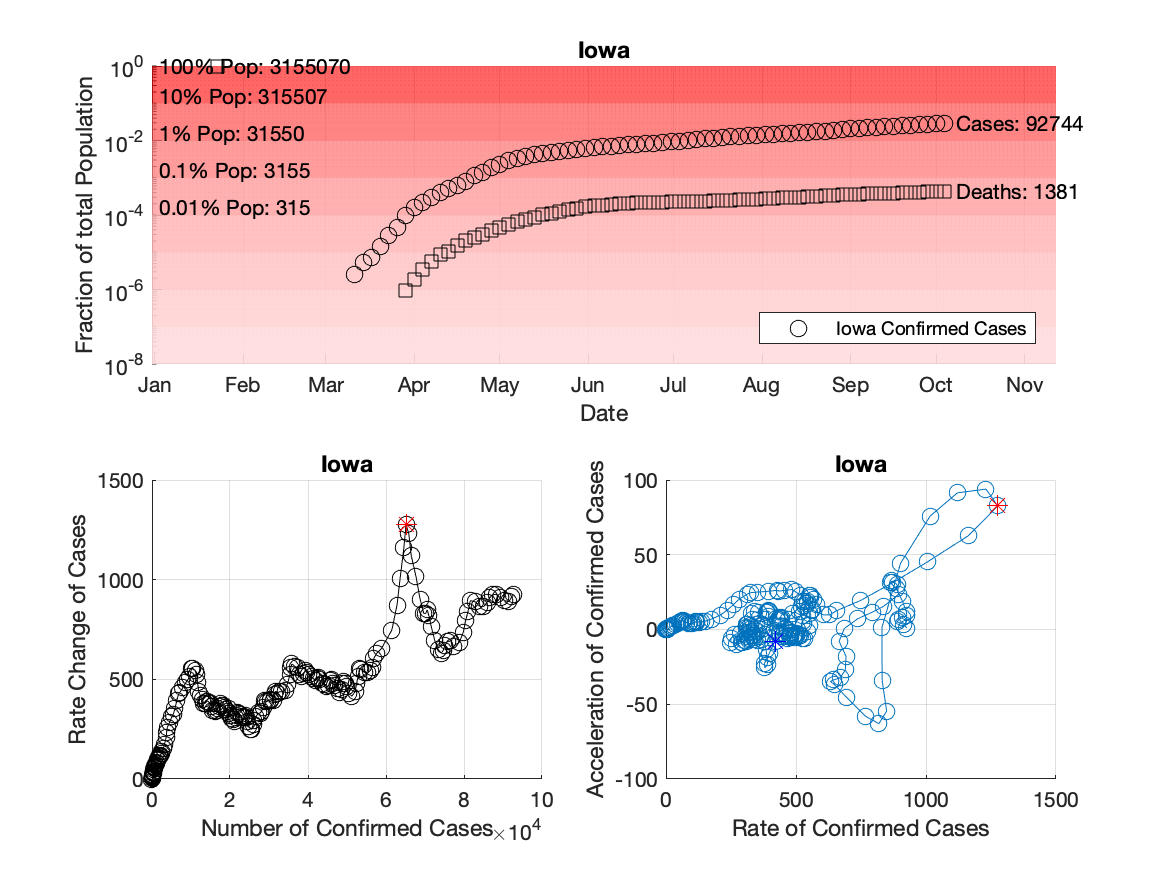 Iowa
10^0
10^-2
10^-4
10^-6
10^-8
Fraction of total Population
100% Pop: 3155070
10% Pop: 315507
1% Pop: 31550
0.1% Pop: 3155
0.01% Pop: 315
Cases: 92744
Deaths: 1381
Iowa Confirmed Cases
Jan Feb Mar Apr May Jun Jul Aug Sep Oct Nov
Date
Iowa
1500
1000
500
0
Rate Change of Cases
0 2 4 6 8 10
Number of Confirmed Cases ×10^4
Iowa
100
50
0
-50
-100
Acceleration of Confirmed Cases
0 500 1000 1500
Rate of Confirmed Cases